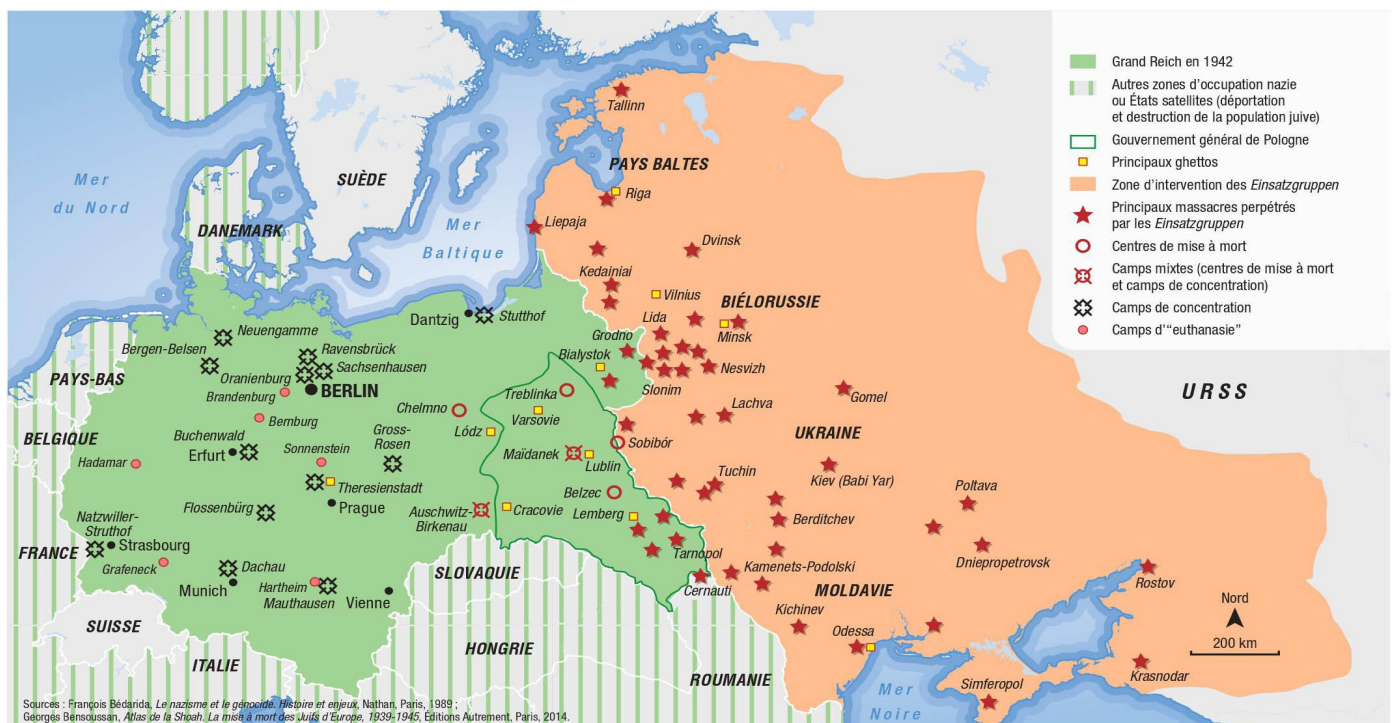 Grand Reich en 1942
Autres zones d'occupation nazie
ou États satellites (déportation
et destruction de la population juive)
Gouvernement général de Pologne
Principaux ghettos
Zone d'intervention des Einsatzgruppen
Principaux massacres perpétrés
par les Einsatzgruppen
Centres de mise à mort
Camps mixtes (centres de mise à mort
et camps de concentration)
Camps de concentration
Camps d'“euthanasie”
Tallinn
Mer
du Nord
SUÈDE
PAYS BALTES
Riga
DANEMARK
Mer
Baltique
Liepaja
Dvinsk
Kedainiai
Vilnius
BIÉLORUSSIE
Dantzig
Stutthof
Lida
Minsk
Neuengamme
Grodno
Bergen-Belsen
Ravensbrück
Sachsenhausen
Bialystok
Nesvizh
PAYS-BAS
Oranienburg
BERLIN
Slonim
Brandenburg
Treblinka
Gomel
URSS
Chelmno
Varsovie
Lachva
Bernburg
BELGIQUE
Buchenwald
Erfurt
Sonnenstein
Gross-
Rosen
Lódz
UKRAINE
Sobibór
Hadamar
Maïdanek
Lublin
Kiev (Babi Yar)
Tuchin
Theresienstadt
Prague
Belzec
Poltava
Flossenbürg
Auschwitz-
Birkenau
Cracovie
Lemberg
Berditchev
Natzwiller-
Struthof
Strasbourg
FRANCE
Tarnopol
Dniepropetrovsk
Grafeneck
Dachau
Munich
Hartheim
Mauthausen
Vienne
SLOVAQUIE
Cernauti
Kamenets-Podolski
MOLDAVIE
Rostov
Nord
200 km
Kichinev
SUISSE
ITALIE
HONGRIE
Odessa
ROUMANIE
Krasnodar
Simferopol
Mer
Noire
Sources : François Bédarida, Le nazisme et le génocide. Histoire et enjeux, Nathan, Paris, 1989 ;
Georges Bensoussan, Atlas de la Shoah. La mise à mort des Juifs d'Europe, 1939-1945, Éditions Autrement, Paris, 2014.